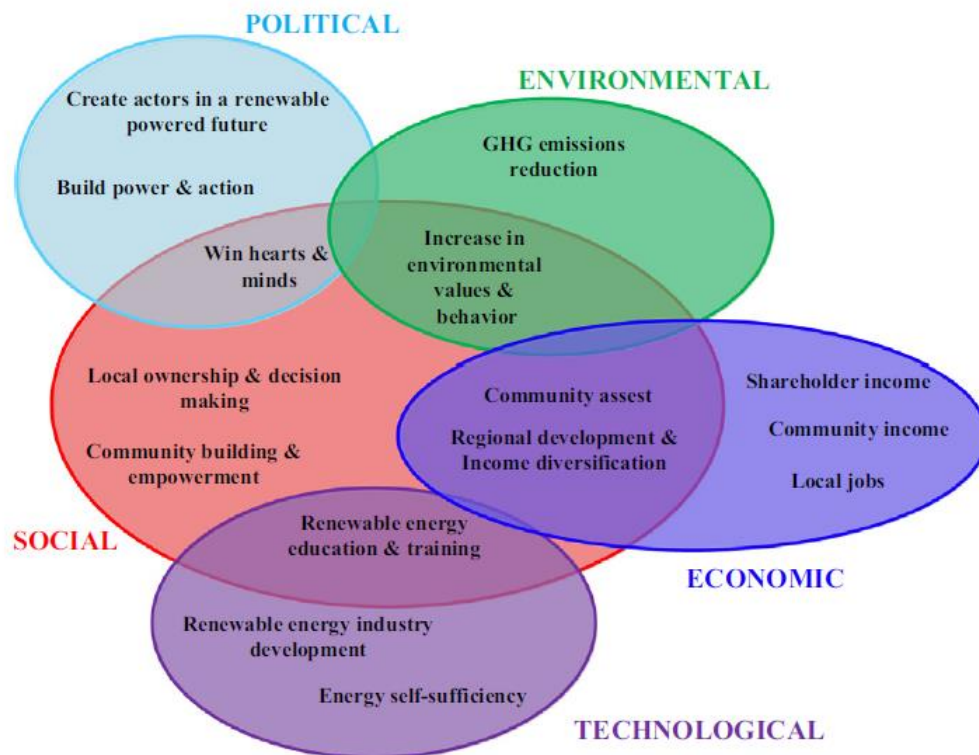 POLITICAL
Create actors in a renewable
powered future
Build power & action
Win hearts &
minds
ENVIRONMENTAL
GHG emissions
reduction
Increase in
environmental
values &
behavior
Local ownership & decision
making
Community building &
empowerment
SOCIAL
Community assest
Regional development &
Income diversification
Shareholder income
Community income
Local jobs
ECONOMIC
Renewable energy
education & training
Renewable energy industry
development
Energy self-sufficiency
TECHNOLOGICAL